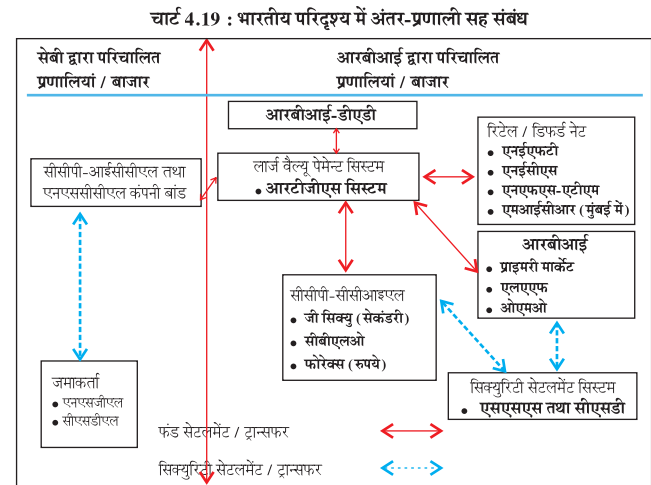 चार्ट 4.19 : भारतीय परिदृश्य में अंतर-प्रणाली सह संबंध
सेबी द्वारा परिचालित
प्रणालियां / बाजार
आरबीआई द्वारा परिचालित
प्रणालियां / बाजार
आरबीआई-डीएडी
लार्ज वैल्यू पेमेन्ट सिस्टम
• आरटीजीएस सिस्टम
रिटेल / डिफर्ड नेट
• एनईएफटी
• एनईसीएस
• एनएफएस-एटीएम
• एमआईसीआर (मुंबई में)
सीसीपी-आईसीसीएल तथा
एनएससीसीएल कंपनी बांड
आरबीआई
• प्राइमरी मार्केट
• एलएएफ
• ओएमओ
सीसीपी-सीसीआइएल
• जी सिक्यु (सेकंडरी)
• सीबीएलओ
• फोरेक्स (रुपये)
जमाकर्ता
• एनएसजीएल
• सीएसडीएल
सिक्युरिटी सेटलमेंट सिस्टम
• एसएसएस तथा सीएसडी
फंड सेटलमेंट / ट्रान्सफर
सिक्युरिटी सेटलमेंट / ट्रान्सफर